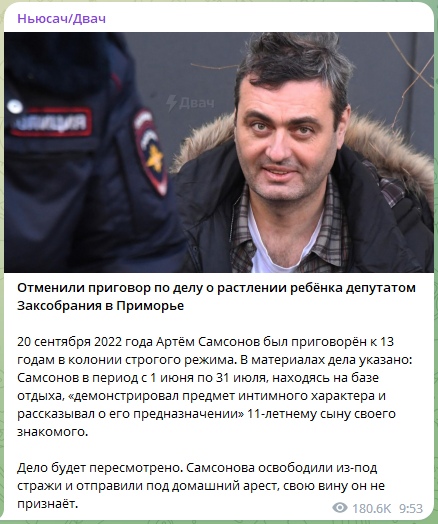 Ньюсач/Двач
Двач
ПОЛИЦИЯ
Отменили приговор по делу о растлении ребёнка депутатом
Заксобрания в Приморье
20 сентября 2022 года Артём Самсонов был приговорён к 13
годам в колонии строгого режима. В материалах дела указано:
Самсонов в период с 1 июня по 31 июля, находясь на базе
отдыха, «демонстрировал предмет интимного характера и
рассказывал о его предназначении» 11-летнему сыну своего
знакомого.
Дело будет пересмотрено. Самсонова освободили из-под
стражи и отправили под домашний арест, свою вину он не
признаёт.
180.6K 9:53